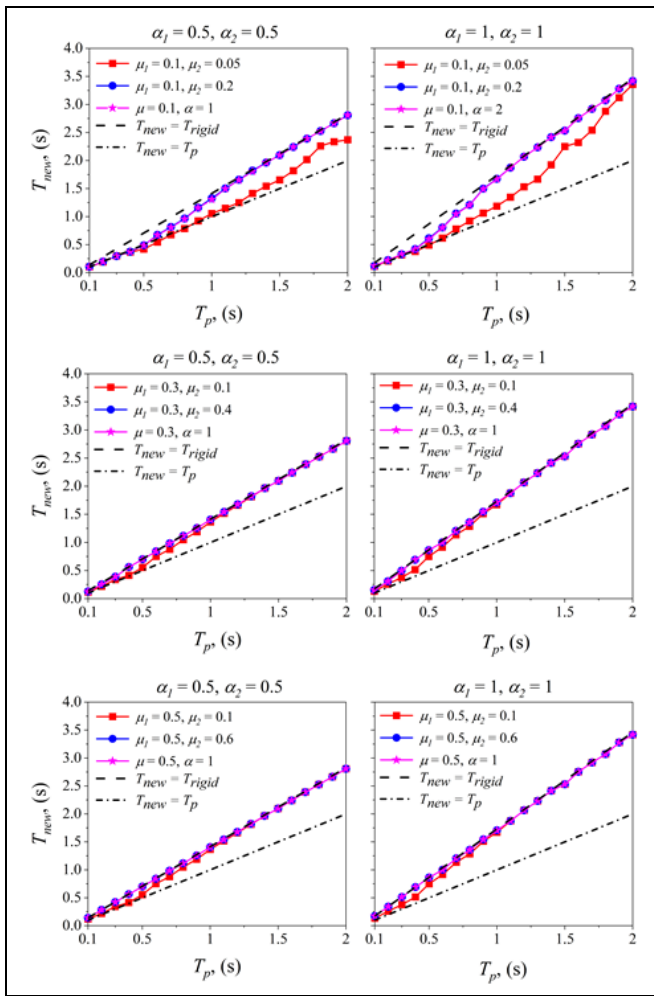 α1 = 0.5, α2 = 0.5
4.0
3.5
3.0
2.5
2.0
1.5
1.0
0.5
0.0
Tnew, (s)
μ1 = 0.1, μ2 = 0.05
μ1 = 0.1, μ2 = 0.2
μ = 0.1, α = 1
Tnew = Trigid
Tnew = Tp
0.1 0.5 1 1.5 2
Tp, (s)
α1 = 1, α2 = 1
μ1 = 0.1, μ2 = 0.05
μ1 = 0.1, μ2 = 0.2
μ = 0.1, α = 2
Tnew = Trigid
Tnew = Tp
0.1 0.5 1 1.5 2
Tp, (s)
α1 = 0.5, α2 = 0.5
4.0
3.5
3.0
2.5
2.0
1.5
1.0
0.5
0.0
Tnew, (s)
μ1 = 0.3, μ2 = 0.1
μ1 = 0.3, μ2 = 0.4
μ = 0.3, α = 1
Tnew = Trigid
Tnew = Tp
0.1 0.5 1 1.5 2
Tp, (s)
α1 = 1, α2 = 1
μ1 = 0.3, μ2 = 0.1
μ1 = 0.3, μ2 = 0.4
μ = 0.3, α = 1
Tnew = Trigid
Tnew = Tp
0.1 0.5 1 1.5 2
Tp, (s)
α1 = 0.5, α2 = 0.5
4.0
3.5
3.0
2.5
2.0
1.5
1.0
0.5
0.0
Tnew, (s)
μ1 = 0.5, μ2 = 0.1
μ1 = 0.5, μ2 = 0.6
μ = 0.5, α = 1
Tnew = Trigid
Tnew = Tp
0.1 0.5 1 1.5 2
Tp, (s)
α1 = 1, α2 = 1
μ1 = 0.5, μ2 = 0.1
μ1 = 0.5, μ2 = 0.6
μ = 0.5, α = 1
Tnew = Trigid
Tnew = Tp
0.1 0.5 1 1.5 2
Tp, (s)